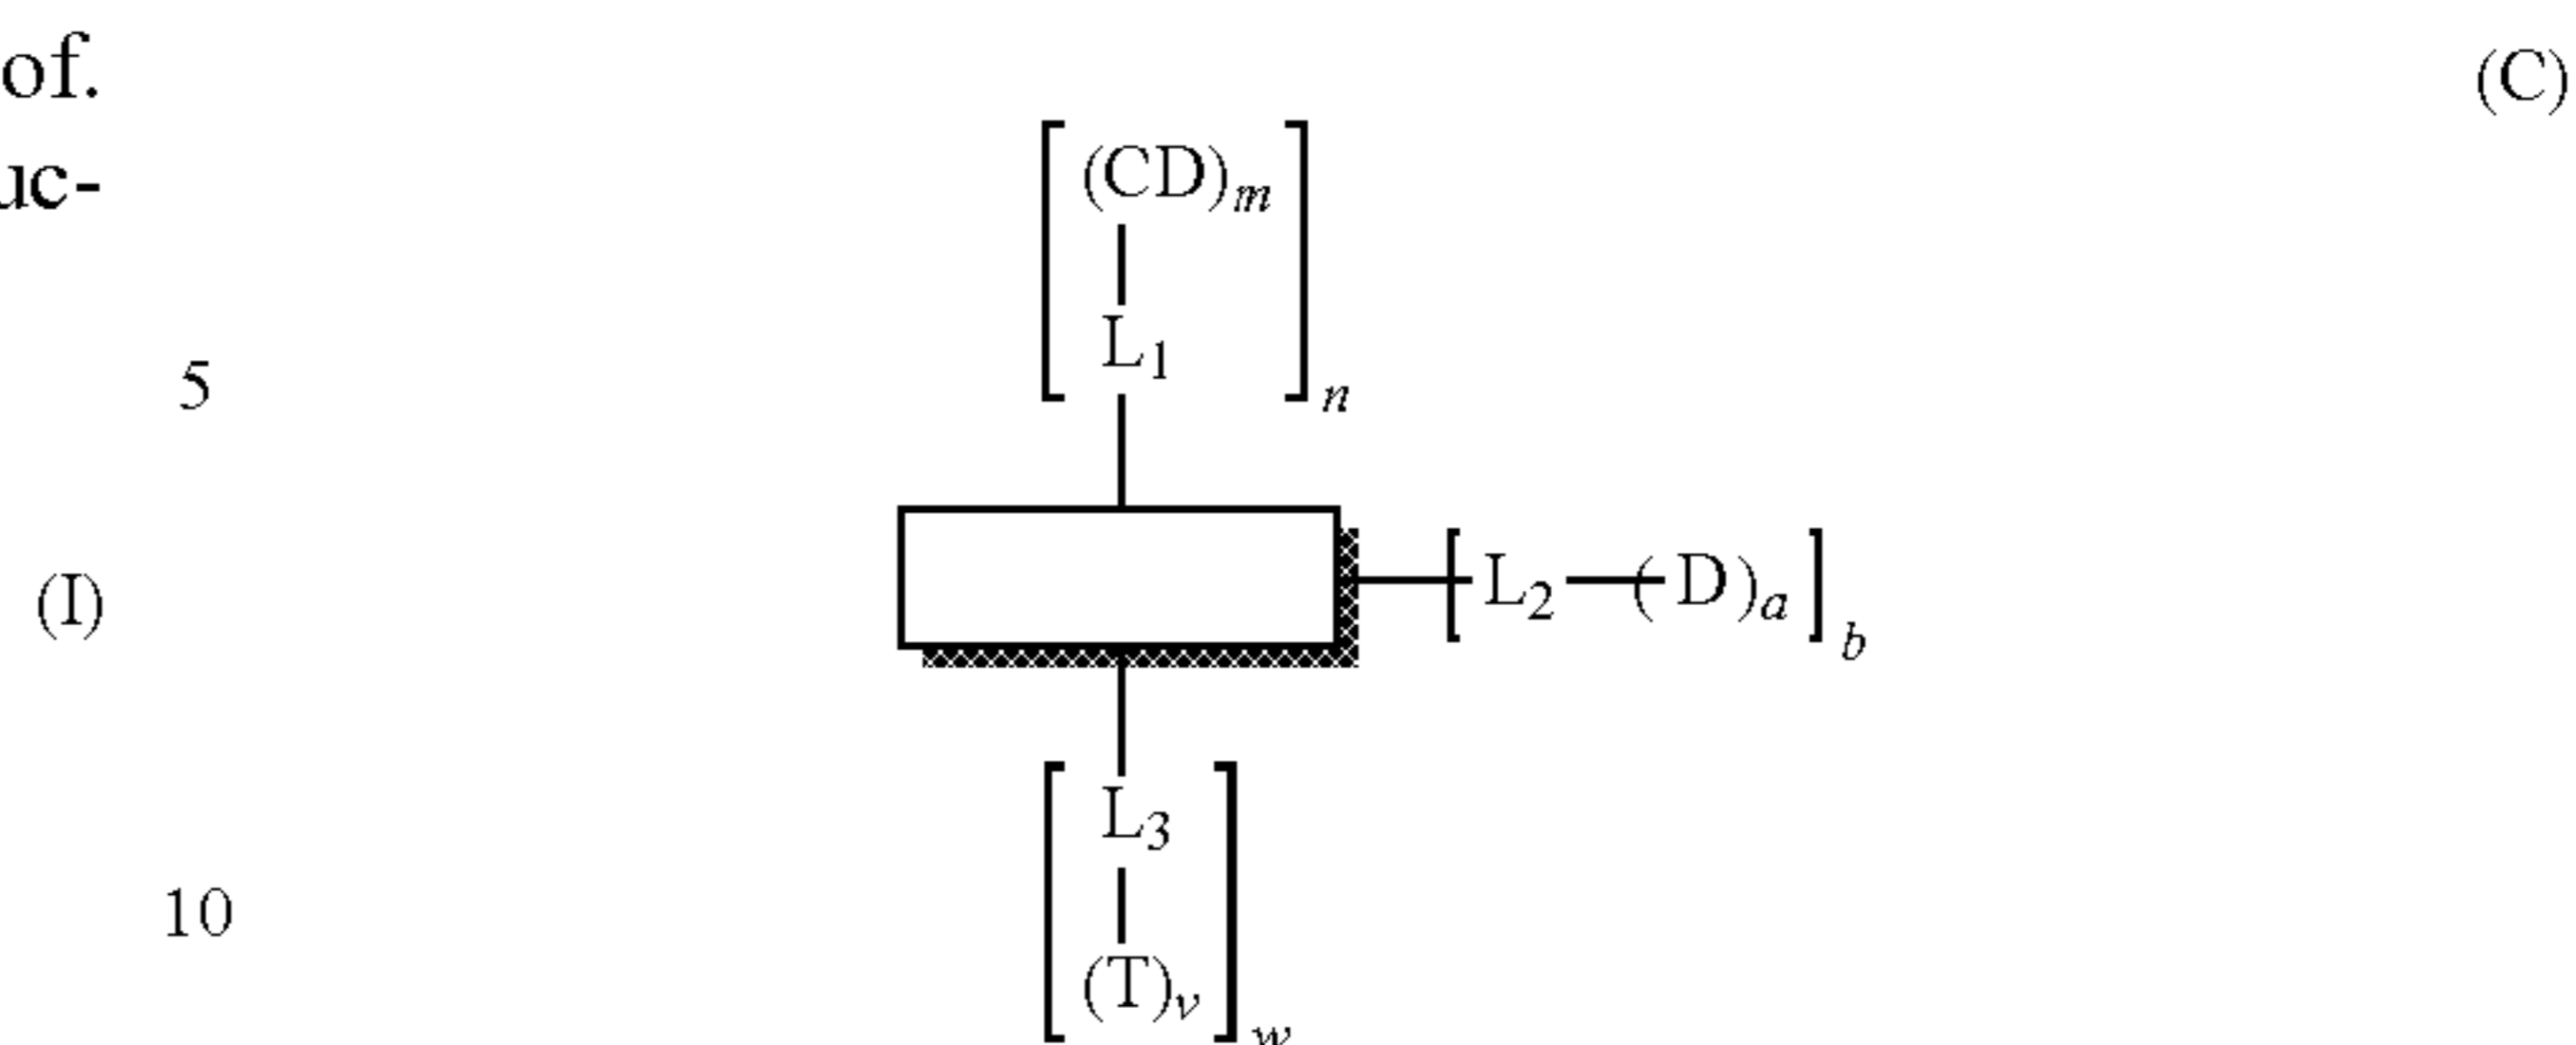 of.
(C)
uc-
[(CD)m
L1]n
5
(I)
[L2—(D)a]b
[L3
(T)v]w
10